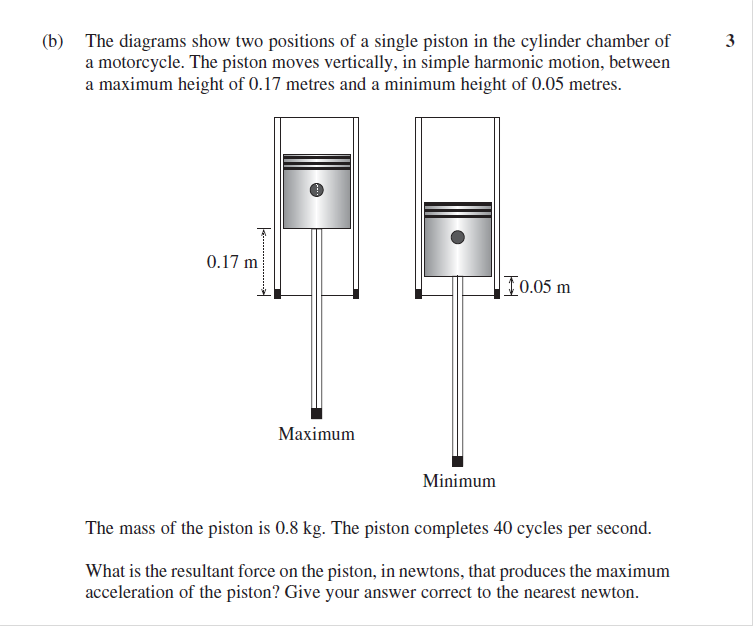 (b) The diagrams show two positions of a single piston in the cylinder chamber of 3
a motorcycle. The piston moves vertically, in simple harmonic motion, between
a maximum height of 0.17 metres and a minimum height of 0.05 metres.
0.17 m
0.05 m
Maximum
Minimum
The mass of the piston is 0.8 kg. The piston completes 40 cycles per second.
What is the resultant force on the piston, in newtons, that produces the maximum
acceleration of the piston? Give your answer correct to the nearest newton.